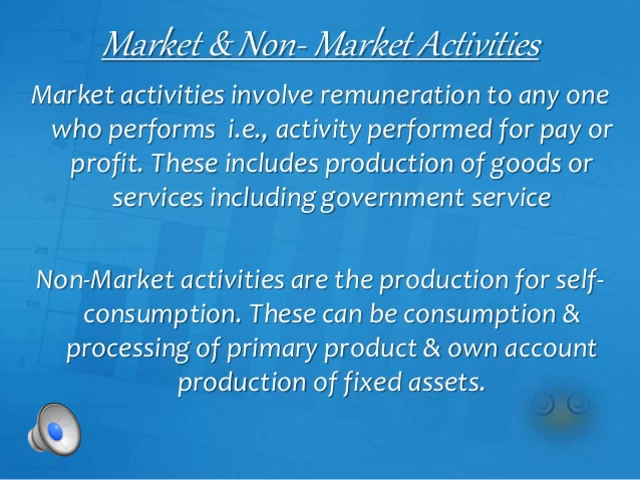 Market & Non- Market Activities
Market activities involve remuneration to any one
who performs i.e., activity performed for pay or
profit. These includes production of goods or
services including government service
Non-Market activities are the production for self-
consumption. These can be consumption &
processing of primary product & own account
production of fixed assets.